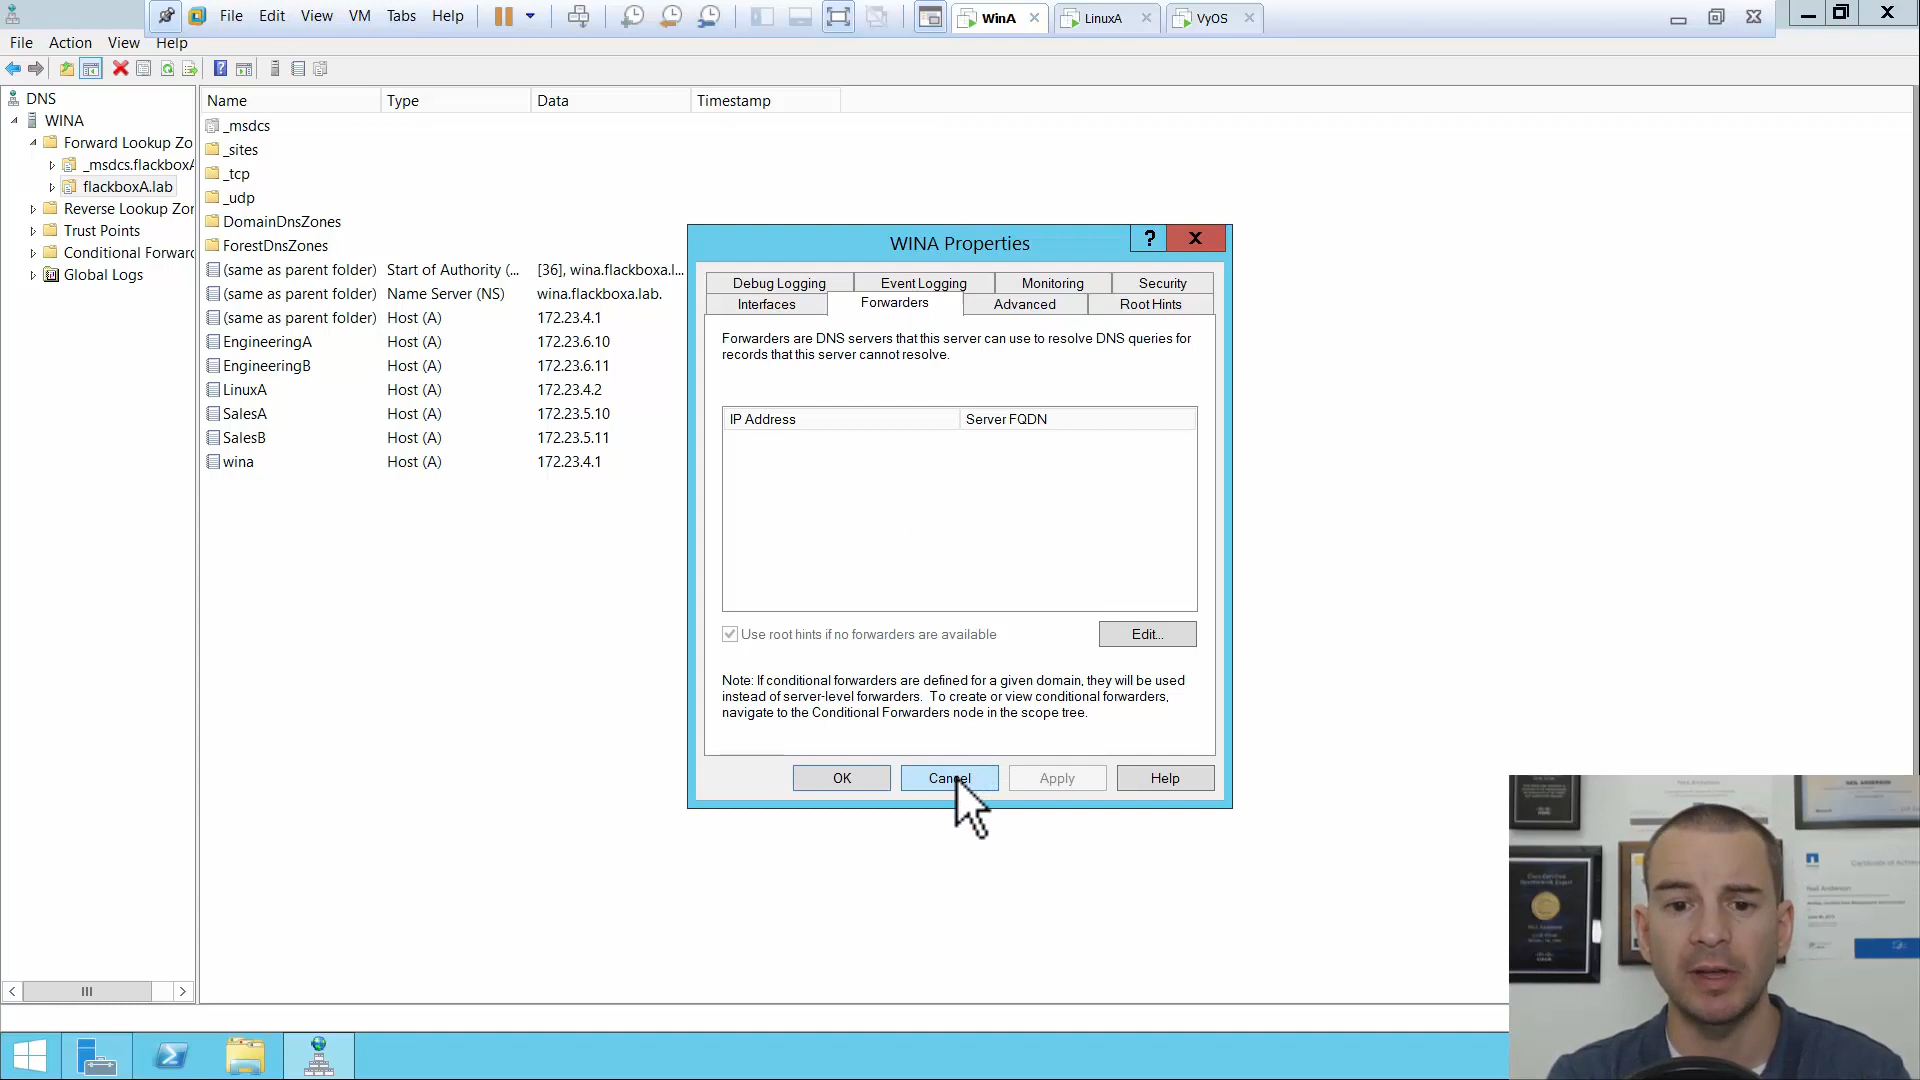 File Edit View VM Tabs Help WinA LinuxA VyOS
File Action View Help
DNS
WINA
Forward Lookup Zo
_msdcs.flackboxA
flackboxA.lab
Reverse Lookup Zor
Trust Points
Conditional Forwarc
Global Logs
Name Type Data Timestamp
_msdcs
_sites
_tcp
_udp
DomainDnsZones
ForestDnsZones
(same as parent folder) Start of Authority (... [36], wina.flackboxa.l...
(same as parent folder) Name Server (NS) wina.flackboxa.lab.
(same as parent folder) Host (A) 172.23.4.1
EngineeringA Host (A) 172.23.6.10
EngineeringB Host (A) 172.23.6.11
LinuxA Host (A) 172.23.4.2
SalesA Host (A) 172.23.5.10
SalesB Host (A) 172.23.5.11
wina Host (A) 172.23.4.1
WINA Properties
Debug Logging Event Logging Monitoring Security
Interfaces Forwarders Advanced Root Hints
Forwarders are DNS servers that this server can use to resolve DNS queries for
records that this server cannot resolve.
IP Address Server FQDN
Use root hints if no forwarders are available Edit...
Note: If conditional forwarders are defined for a given domain, they will be used
instead of server-level forwarders. To create or view conditional forwarders,
navigate to the Conditional Forwarders node in the scope tree.
OK Cancel Apply Help